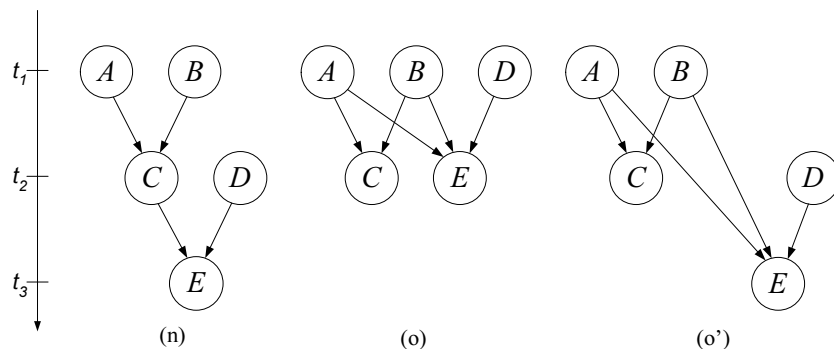 t1 A B A B D A B
t2 C D C E C D
t3 E E
(n) (o) (o’)